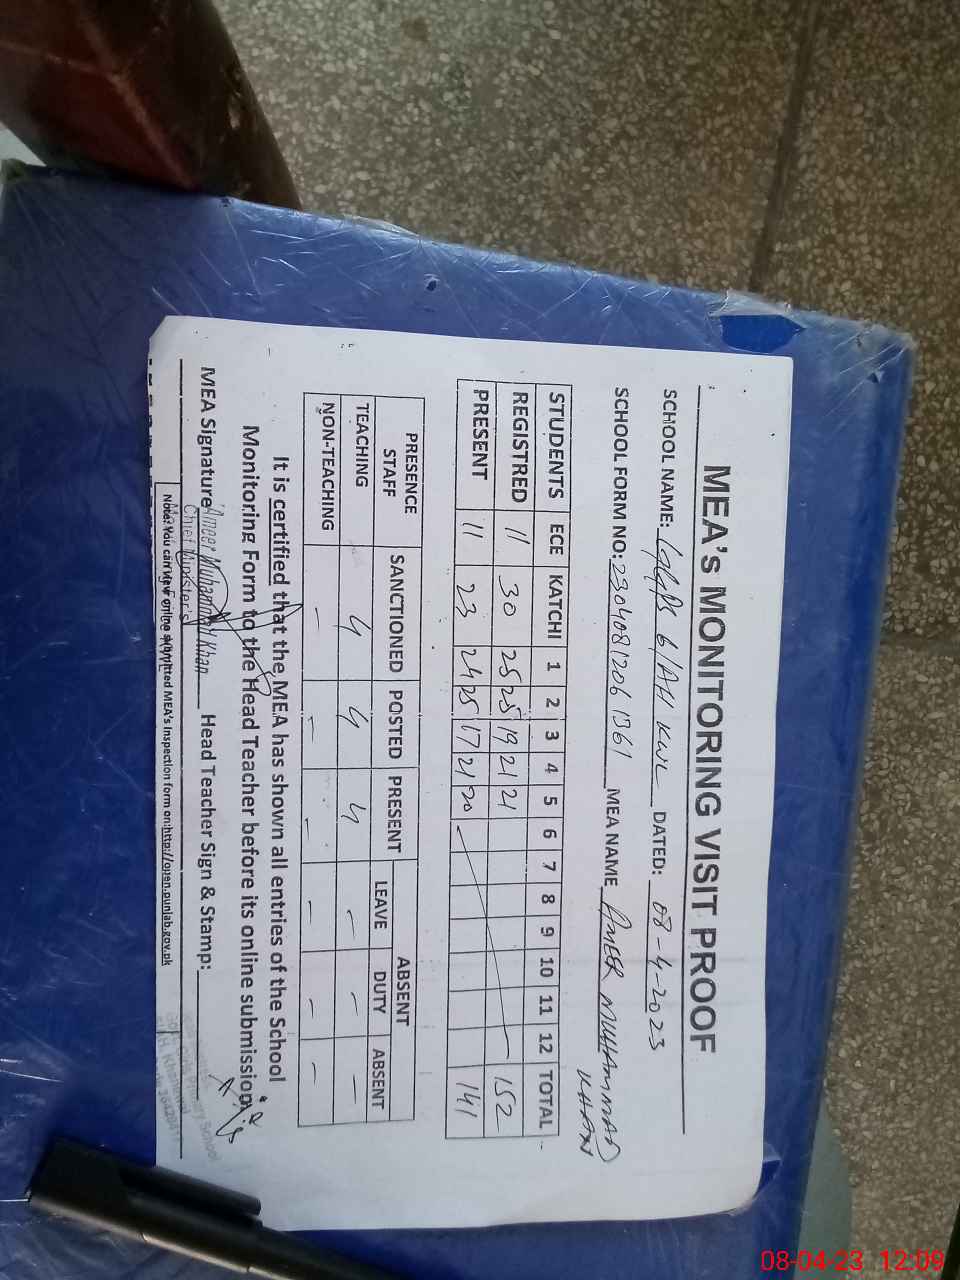 MEA's MONITORING VISIT PROOF
SCHOOL NAME: GGPS 6/AH KWL DATED: 08-4-2023
SCHOOL FORM NO: 23040812061361 MEA NAME AMEER MUHAMMAD KHAN
STUDENTS ECE KATCHI 1 2 3 4 5 6 7 8 9 10 11 12 TOTAL
REGISTRED 11 30 25 25 19 21 21 152
PRESENT 11 23 24 25 17 21 20 141
PRESENCE STAFF SANCTIONED POSTED PRESENT ABSENT
LEAVE DUTY ABSENT
TEACHING 4 4 4 - - -
NON-TEACHING - - - - - -
It is certified that the MEA has shown all entries of the School
Monitoring Form to the Head Teacher before its online submission.
MEA Signature Ameer Muhammad Khan Head Teacher Sign & Stamp:
Chief Minister's
Note: You can view online submitted MEA's Inspection form on:http://open.punlab.gov.pk
Primary School
08-04-23 12:09